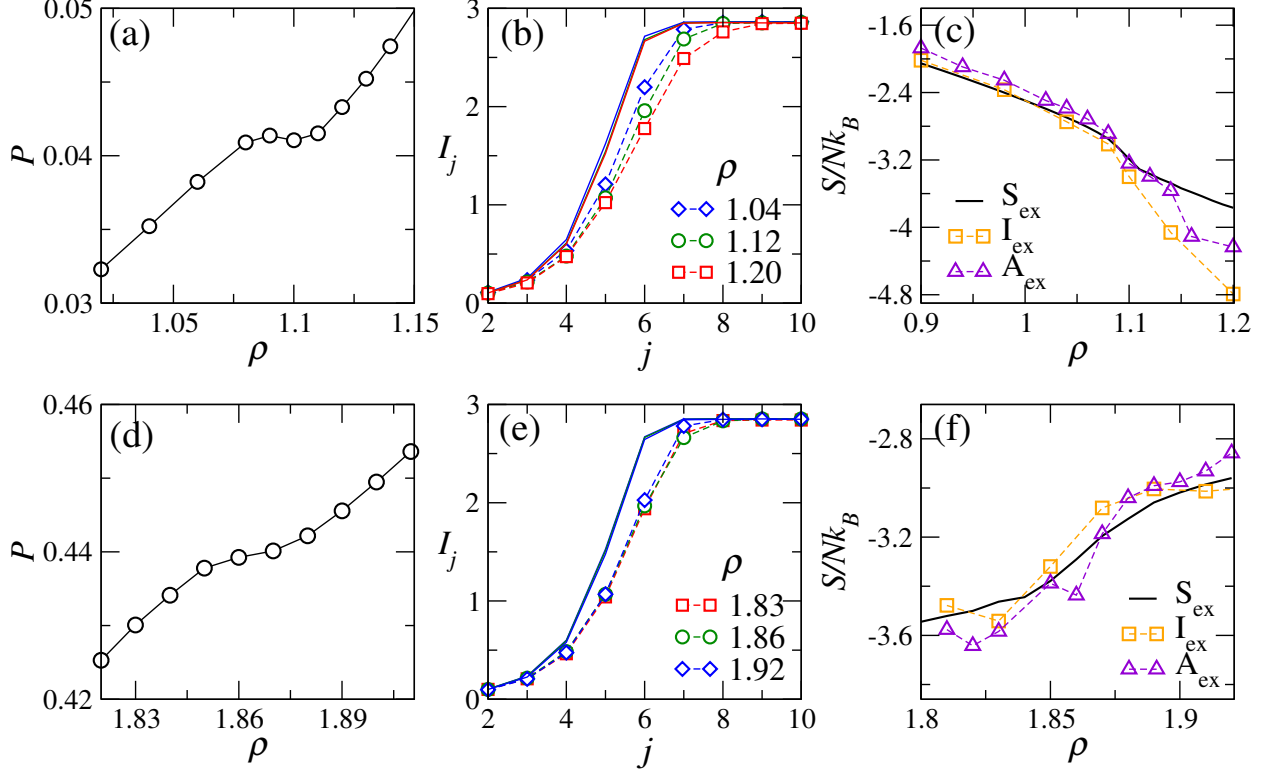 (a)
0.05
0.04
0.03
P
1.05 1.11 1.15
ρ
(b)
3
2
1
0
I_j
ρ
1.04
1.12
1.20
2 4 6 8 10
j
(c)
-1.6
-2.4
-3.2
-4
-4.8
S/Nk_B
S_ex
I_ex
A_ex
0.9 1 1.1 1.2
ρ
(d)
0.46
0.44
0.42
P
1.83 1.86 1.89
ρ
(e)
3
2
1
0
I_j
ρ
1.83
1.86
1.92
2 4 6 8 10
j
(f)
-2.8
-3.2
-3.6
S/Nk_B
S_ex
I_ex
A_ex
1.8 1.85 1.9
ρ